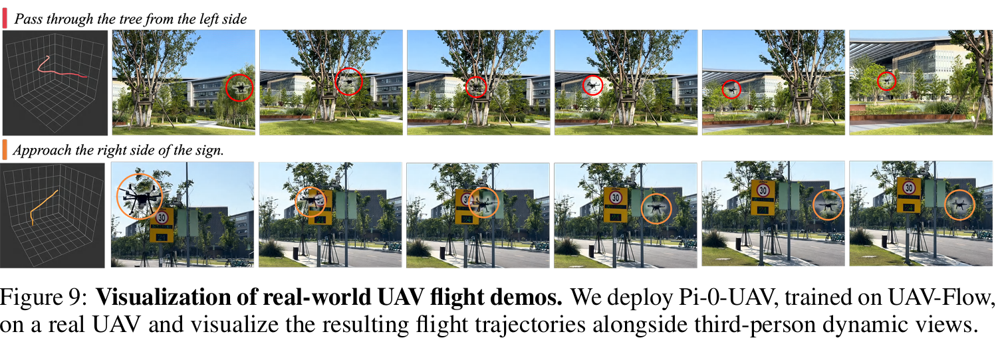 Pass through the tree from the left side
Approach the right side of the sign.
30
30
30
30
30
30
Figure 9: Visualization of real-world UAV flight demos. We deploy Pi-0-UAV, trained on UAV-Flow,
on a real UAV and visualize the resulting flight trajectories alongside third-person dynamic views.